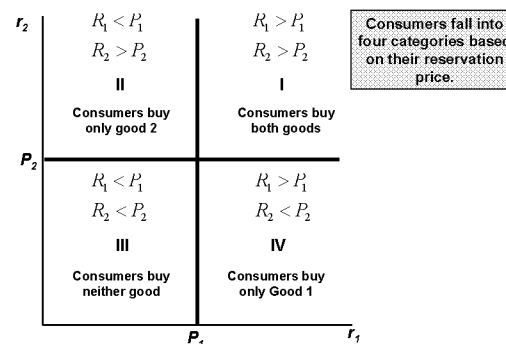 r₂
R₁ < P₁
R₂ > P₂
II
Consumers buy
only good 2
R₁ > P₁
R₂ > P₂
I
Consumers buy
both goods
Consumers fall into
four categories based
on their reservation
price.
P₂
R₁ < P₁
R₂ < P₂
III
Consumers buy
neither good
R₁ > P₁
R₂ < P₂
IV
Consumers buy
only Good 1
P₁
r₁